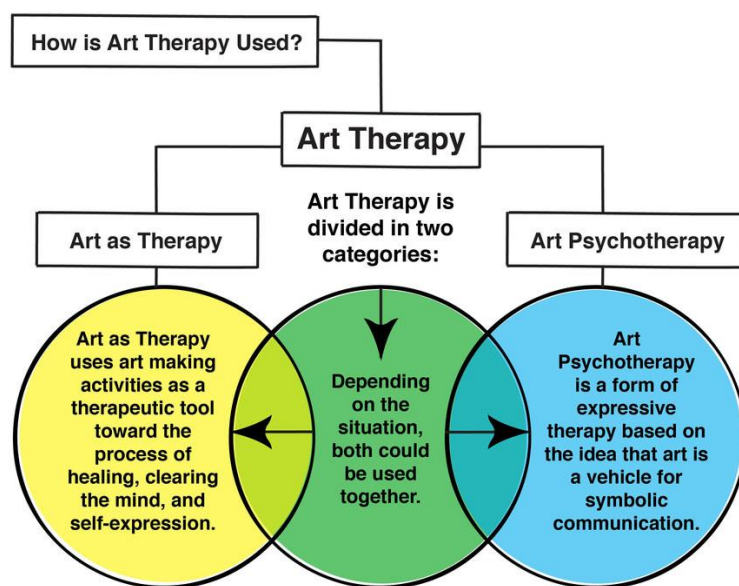 How is Art Therapy Used?
Art Therapy
Art Therapy is
divided in two
categories:
Art as Therapy
Art Psychotherapy
Art as Therapy
uses art making
activities as a
therapeutic tool
toward the
process of
healing, clearing
the mind, and
self-expression.
Depending
on the
situation,
both could
be used
together.
Art
Psychotherapy
is a form of
expressive
therapy based on
the idea that art is
a vehicle for
symbolic
communication.